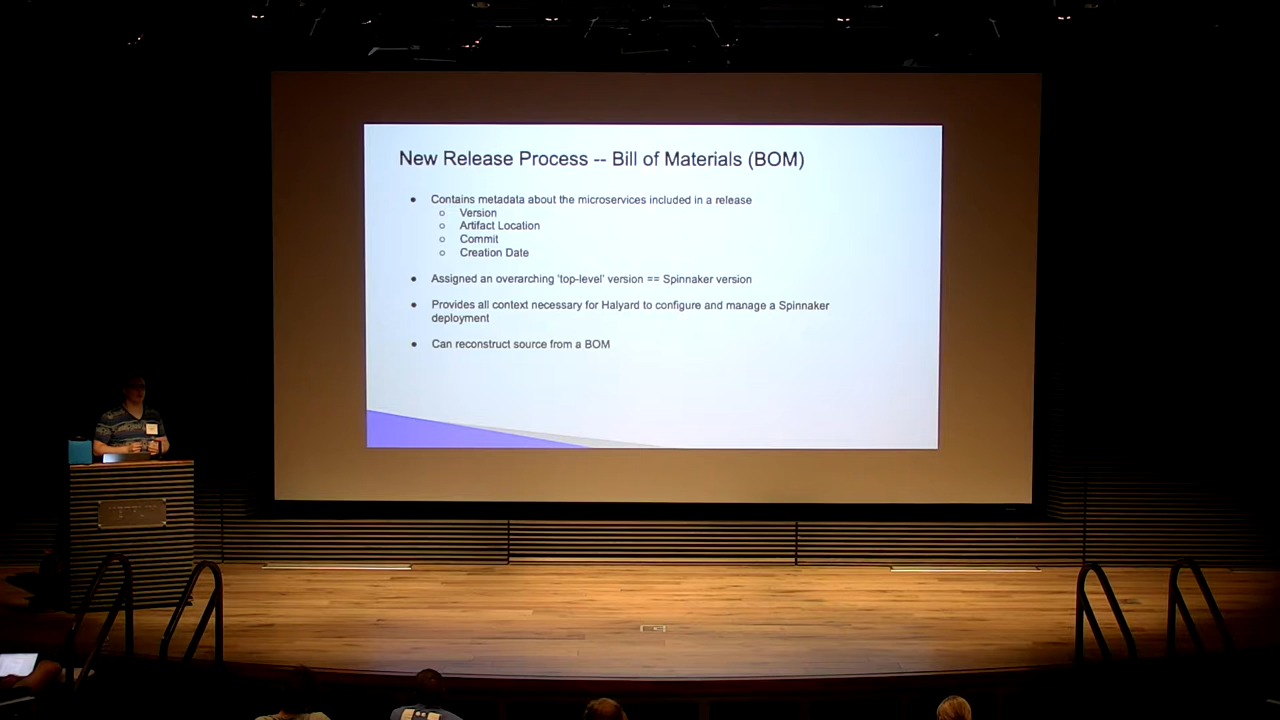 New Release Process -- Bill of Materials (BOM)
● Contains metadata about the microservices included in a release
○ Version
○ Artifact Location
○ Commit
○ Creation Date
● Assigned an overarching 'top-level' version == Spinnaker version
● Provides all context necessary for Halyard to configure and manage a Spinnaker
deployment
● Can reconstruct source from a BOM
NETFLIX